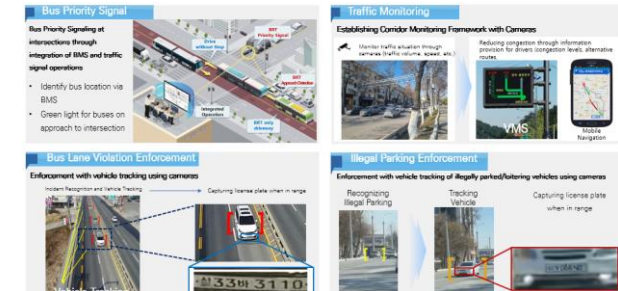 Bus Priority Signal
Bus Priority Signaling at
intersections through
integration of BMS and traffic
signal operations
• Identify bus location via
BMS
• Green light for buses on
approach to intersection
Drive
without Stop
BRT
Priority Signal
BRT
Approach Detection
Integrated
Operation
BRT only
driveway
Traffic Monitoring
Establishing Corridor Monitoring Framework with Cameras
Monitor traffic situation through
cameras (traffic volume, speed, etc.)
Reducing congestion through information
provision for drivers (congestion levels, alternative
routes,
VMS
Mobile
Navigation
Bus Lane Violation Enforcement
Enforcement with vehicle tracking using cameras
Incident Recognition and Vehicle Tracking
Capturing license plate when in range
Vehicle Tracking
33바 3110
Illegal Parking Enforcement
Enforcement with vehicle tracking of illegally parked/loitering vehicles using cameras
Recognizing
Illegal Parking
Tracking
Vehicle
Capturing license plate
when in range